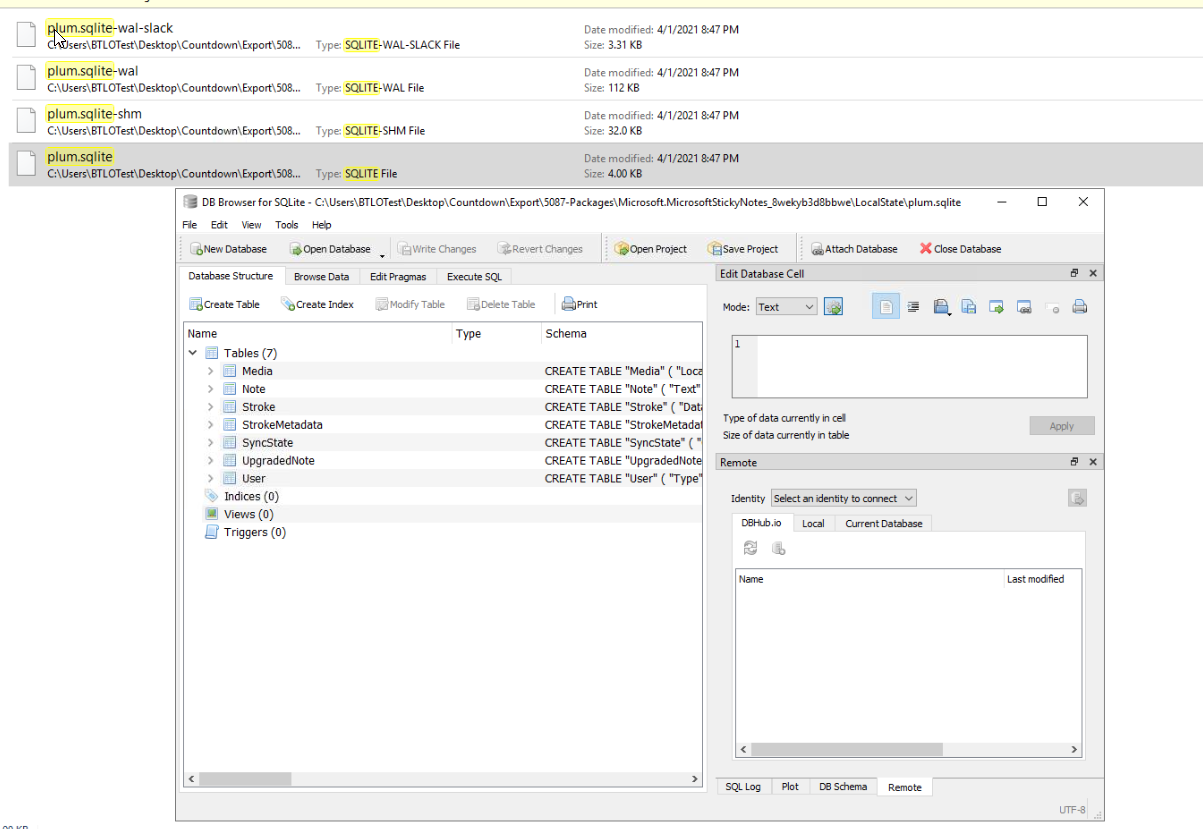 plum.sqlite-wal-slack
C:\Users\BTLOTest\Desktop\Countdown\Export\508... Type: SQLITE-WAL-SLACK File
Date modified: 4/1/2021 8:47 PM
Size: 3.31 KB
plum.sqlite-wal
C:\Users\BTLOTest\Desktop\Countdown\Export\508... Type: SQLITE-WAL File
Date modified: 4/1/2021 8:47 PM
Size: 112 KB
plum.sqlite-shm
C:\Users\BTLOTest\Desktop\Countdown\Export\508... Type: SQLITE-SHM File
Date modified: 4/1/2021 8:47 PM
Size: 32.0 KB
plum.sqlite
C:\Users\BTLOTest\Desktop\Countdown\Export\508... Type: SQLITE File
Date modified: 4/1/2021 8:47 PM
Size: 4.00 KB
DB Browser for SQLite - C:\Users\BTLOTest\Desktop\Countdown\Export\5087-Packages\Microsoft.MicrosoftStickyNotes_8wekyb3d8bbwe\LocalState\plum.sqlite
File Edit View Tools Help
New Database Open Database Write Changes Revert Changes Open Project Save Project Attach Database Close Database
Database Structure Browse Data Edit Pragmas Execute SQL
Create Table Create Index Modify Table Delete Table Print
Name Type Schema
Tables (7)
Media CREATE TABLE "Media" ( "Loca
Note CREATE TABLE "Note" ( "Text"
Stroke CREATE TABLE "Stroke" ( "Data
StrokeMetadata CREATE TABLE "StrokeMetadat
SyncState CREATE TABLE "SyncState" ( "
UpgradedNote CREATE TABLE "UpgradedNote
User CREATE TABLE "User" ( "Type"
Indices (0)
Views (0)
Triggers (0)
Edit Database Cell
Mode: Text
1
Type of data currently in cell
Size of data currently in table
Apply
Remote
Identity Select an identity to connect
DBHub.io Local Current Database
Name Last modified
SQL Log Plot DB Schema Remote
UTF-8